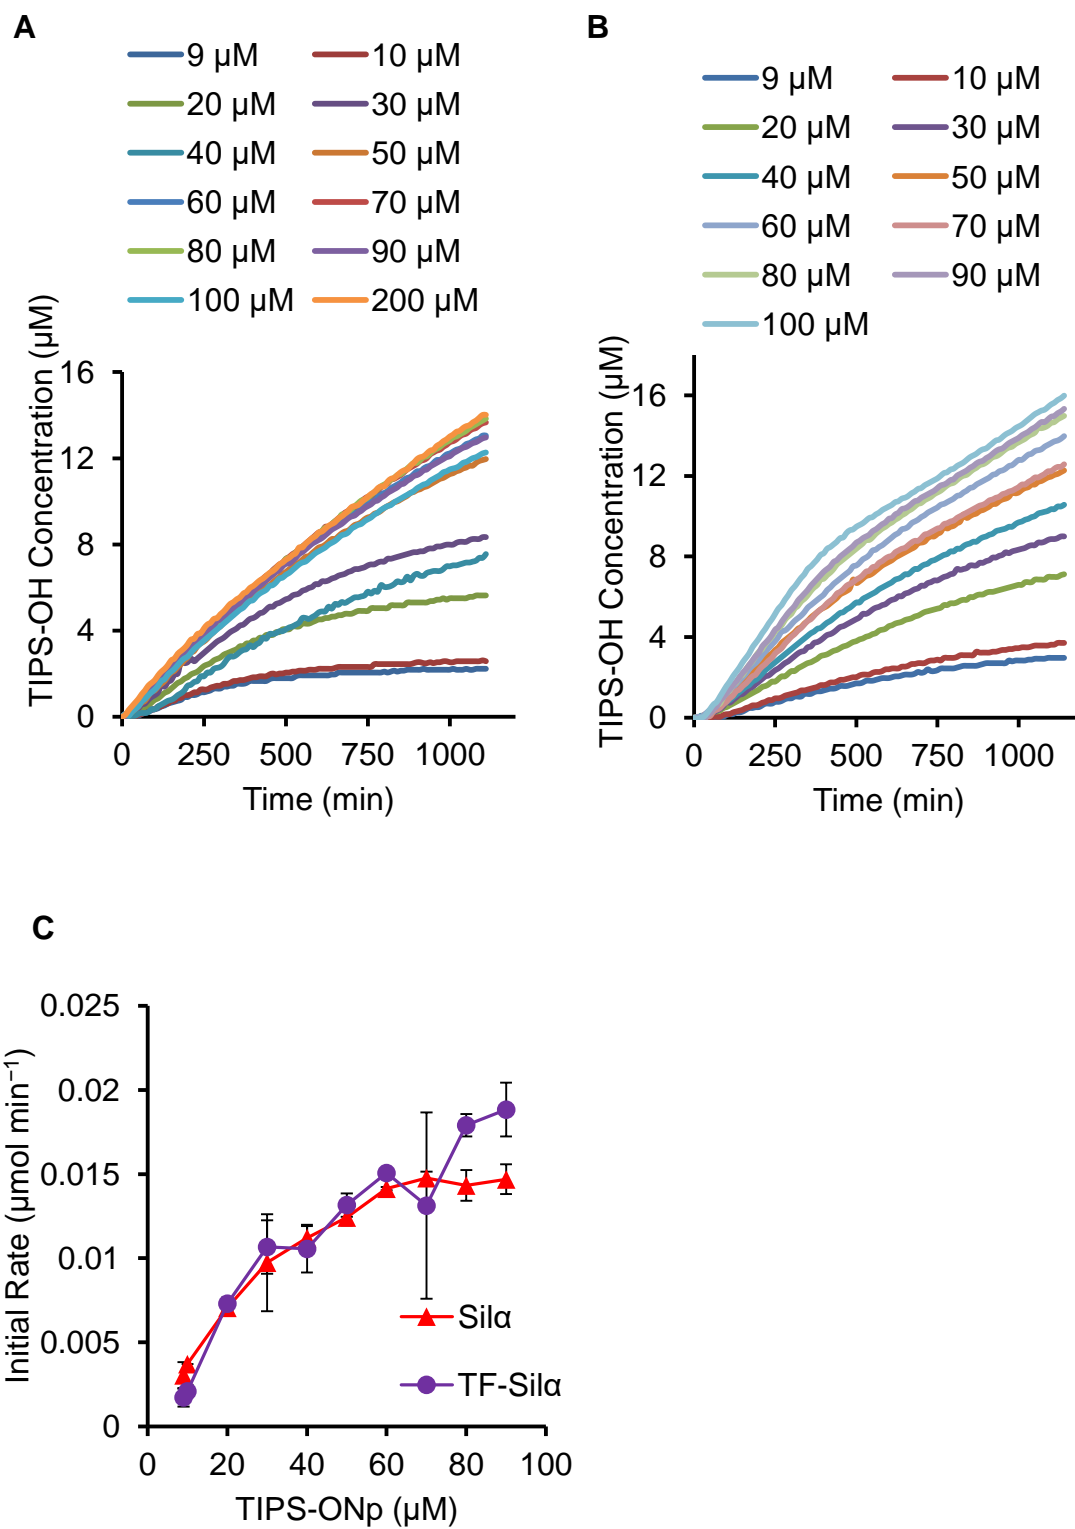 A
9 µM 10 µM
20 µM 30 µM
40 µM 50 µM
60 µM 70 µM
80 µM 90 µM
100 µM 200 µM
TIPS-OH Concentration (µM)
16
12
8
4
0
0 250 500 750 1000
Time (min)
B
9 µM 10 µM
20 µM 30 µM
40 µM 50 µM
60 µM 70 µM
80 µM 90 µM
100 µM
TIPS-OH Concentration (µM)
16
12
8
4
0
0 250 500 750 1000
Time (min)
C
Initial Rate (µmol min⁻¹)
0.025
0.02
0.015
0.01
0.005
0
Silα
TF-Silα
0 20 40 60 80 100
TIPS-ONp (µM)